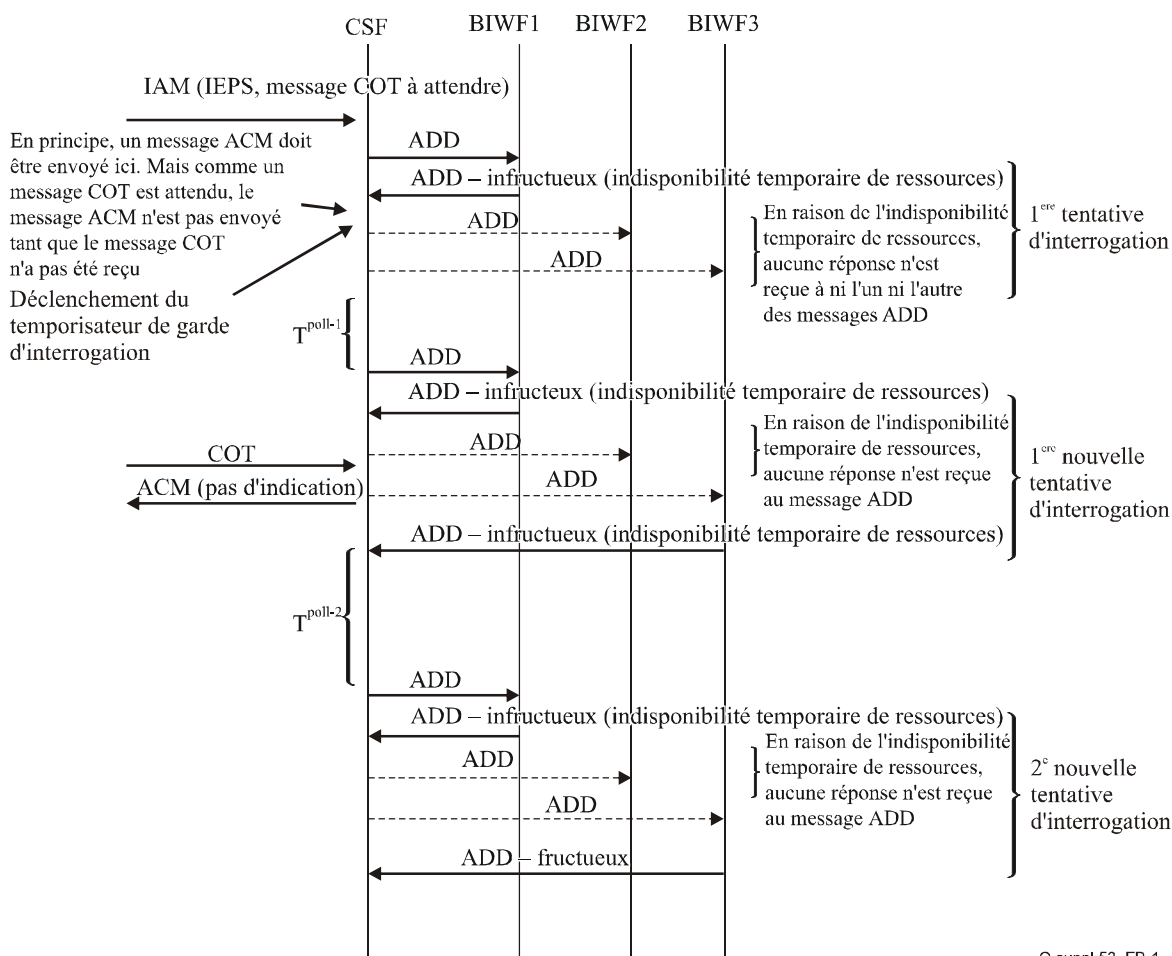 CSF BIWF1 BIWF2 BIWF3
IAM (IEPS, message COT à attendre)
En principe, un message ACM doit
être envoyé ici. Mais comme un
message COT est attendu, le
message ACM n'est pas envoyé
tant que le message COT
n'a pas été reçu
Déclenchement du
temporisateur de garde
d'interrogation
ADD
ADD – infructueux (indisponibilité temporaire de ressources)
ADD
ADD
En raison de l'indisponibilité
temporaire de ressources,
aucune réponse n'est
reçue à ni l'un ni l'autre
des messages ADD
1ere tentative
d'interrogation
Tpoll-1
ADD
ADD – infructeux (indisponibilité temporaire de ressources)
ADD
COT
ACM (pas d'indication)
ADD
En raison de l'indisponibilité
temporaire de ressources,
aucune réponse n'est reçue
au message ADD
1ere nouvelle
tentative
d'interrogation
ADD – infructueux (indisponibilité temporaire de ressources)
Tpoll-2
ADD
ADD – infructueux (indisponibilité temporaire de ressources)
ADD
ADD
En raison de l'indisponibilité
temporaire de ressources,
aucune réponse n'est reçue
au message ADD
2e nouvelle
tentative
d'interrogation
ADD – fructueux